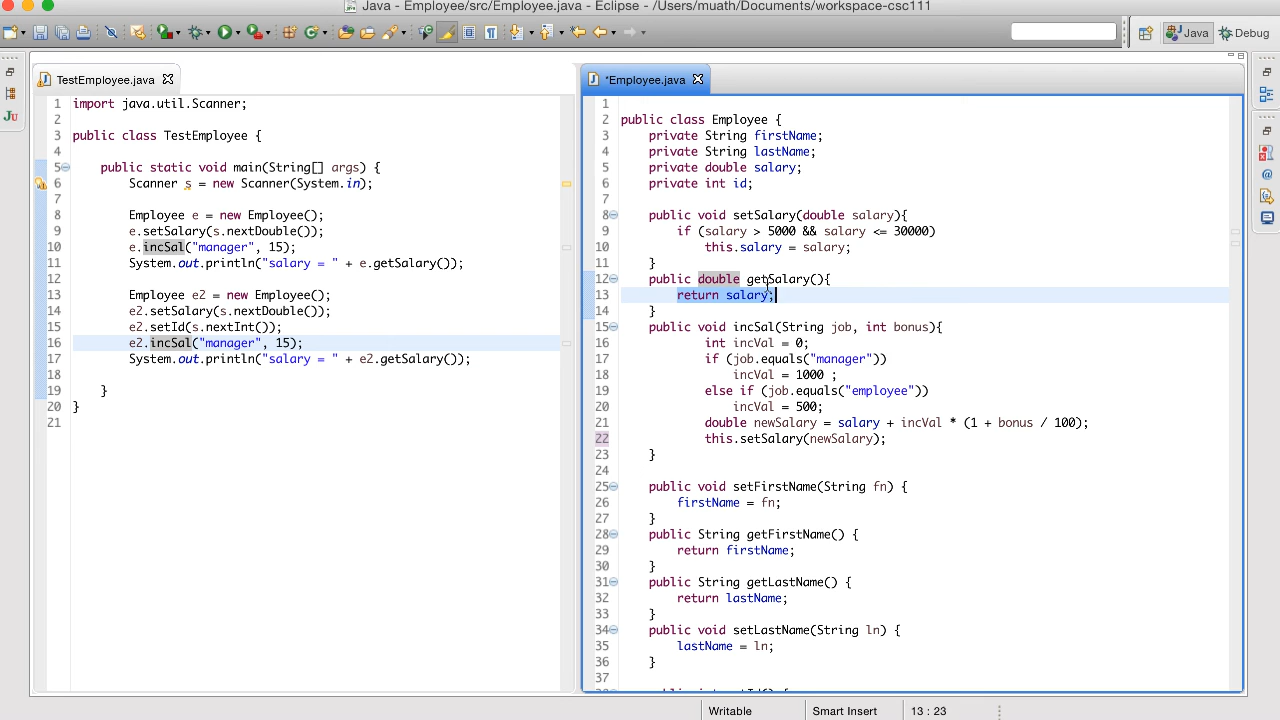 Java - Employee/src/Employee.java - Eclipse - /Users/muath/Documents/workspace-csc111
Java
Debug
TestEmployee.java
1 import java.util.Scanner;
2
3 public class TestEmployee {
4
5 public static void main(String[] args) {
6 Scanner s = new Scanner(System.in);
7
8 Employee e = new Employee();
9 e.setSalary(s.nextDouble());
10 e.incSal("manager", 15);
11 System.out.println("salary = " + e.getSalary());
12
13 Employee e2 = new Employee();
14 e2.setSalary(s.nextDouble());
15 e2.setId(s.nextInt());
16 e2.incSal("manager", 15);
17 System.out.println("salary = " + e2.getSalary());
18
19 }
20 }
21
*Employee.java
1
2 public class Employee {
3 private String firstName;
4 private String lastName;
5 private double salary;
6 private int id;
7
8 public void setSalary(double salary){
9 if (salary > 5000 && salary <= 30000)
10 this.salary = salary;
11 }
12 public double getSalary(){
13 return salary;
14 }
15 public void incSal(String job, int bonus){
16 int incVal = 0;
17 if (job.equals("manager"))
18 incVal = 1000 ;
19 else if (job.equals("employee"))
20 incVal = 500;
21 double newSalary = salary + incVal * (1 + bonus / 100);
22 this.setSalary(newSalary);
23 }
24
25 public void setFirstName(String fn) {
26 firstName = fn;
27 }
28 public String getFirstName() {
29 return firstName;
30 }
31 public String getLastName() {
32 return lastName;
33 }
34 public void setLastName(String ln) {
35 lastName = ln;
36 }
37
Writable
Smart Insert
13 : 23